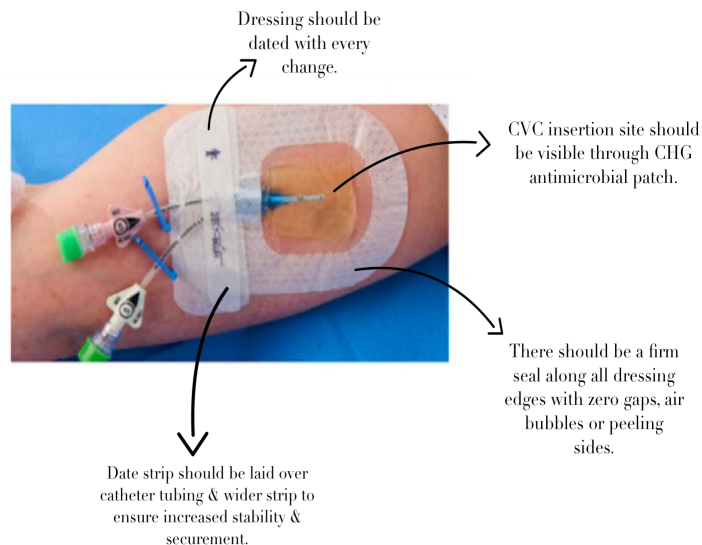 Dressing should be
dated with every
change.
CVC insertion site should
be visible through CHG
antimicrobial patch.
There should be a firm
seal along all dressing
edges with zero gaps, air
bubbles or peeling
sides.
Date strip should be laid over
catheter tubing & wider strip to
ensure increased stability &
securement.